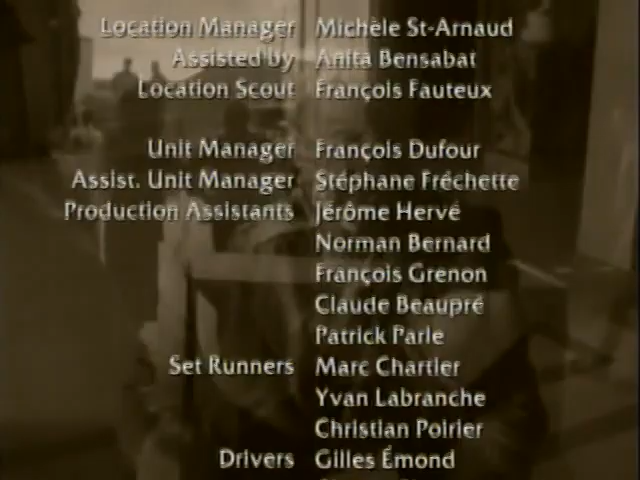 Location Manager Michèle St-Arnaud
Assisted by Anita Bensabat
Location Scout François Fauteux
Unit Manager François Dufour
Assist. Unit Manager Stéphane Fréchette
Production Assistants Jérôme Hervé
Norman Bernard
François Grenon
Claude Beaupré
Patrick Parle
Set Runners Marc Chartier
Yvan Labranche
Christian Poirier
Drivers Gilles Émond